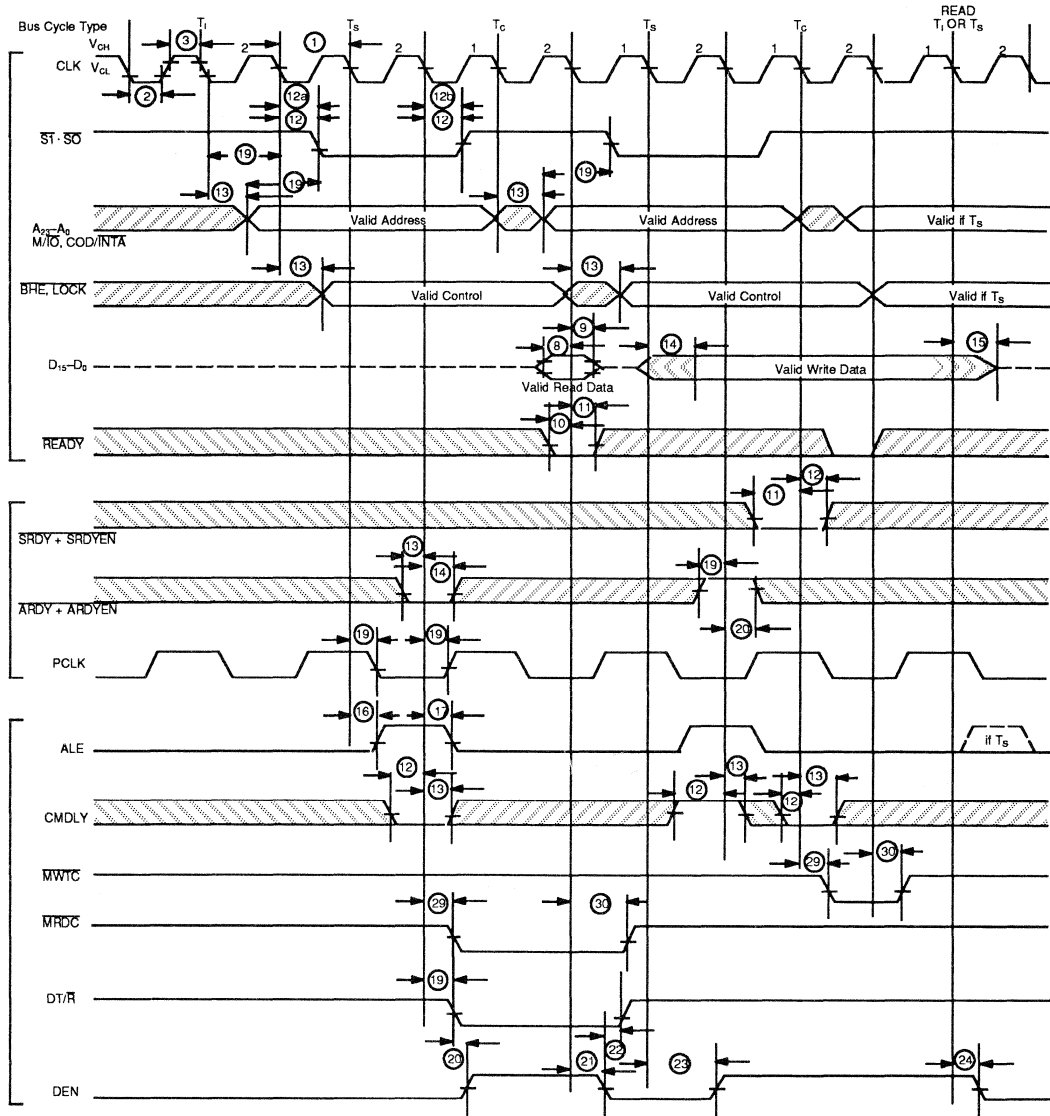 Bus Cycle Type T_I T_S T_C T_S T_C READ T_I OR T_S
V_CH 3 2 1 1 2 1 2 1 2 1 2 1 2
CLK
V_CL
2
12a 12b
12 12
S1 · S0
19
19 19
13 13
Valid Address Valid Address Valid if T_S
A23–A0
M/IO, COD/INTA
13 13
BHE, LOCK Valid Control Valid Control Valid if T_S
9
8 14 15
D15–D0 Valid Write Data
Valid Read Data
11
10
READY
12
11
SRDY + SRDYEN
13 19
14
ARDY + ARDYEN
20
19 19
PCLK
16 17
ALE if T_S
12 13 13
13 12 12
CMDLY
29 30
MWTC
29 30
MRDC
19
DT/R
20 21 22 23 24
DEN